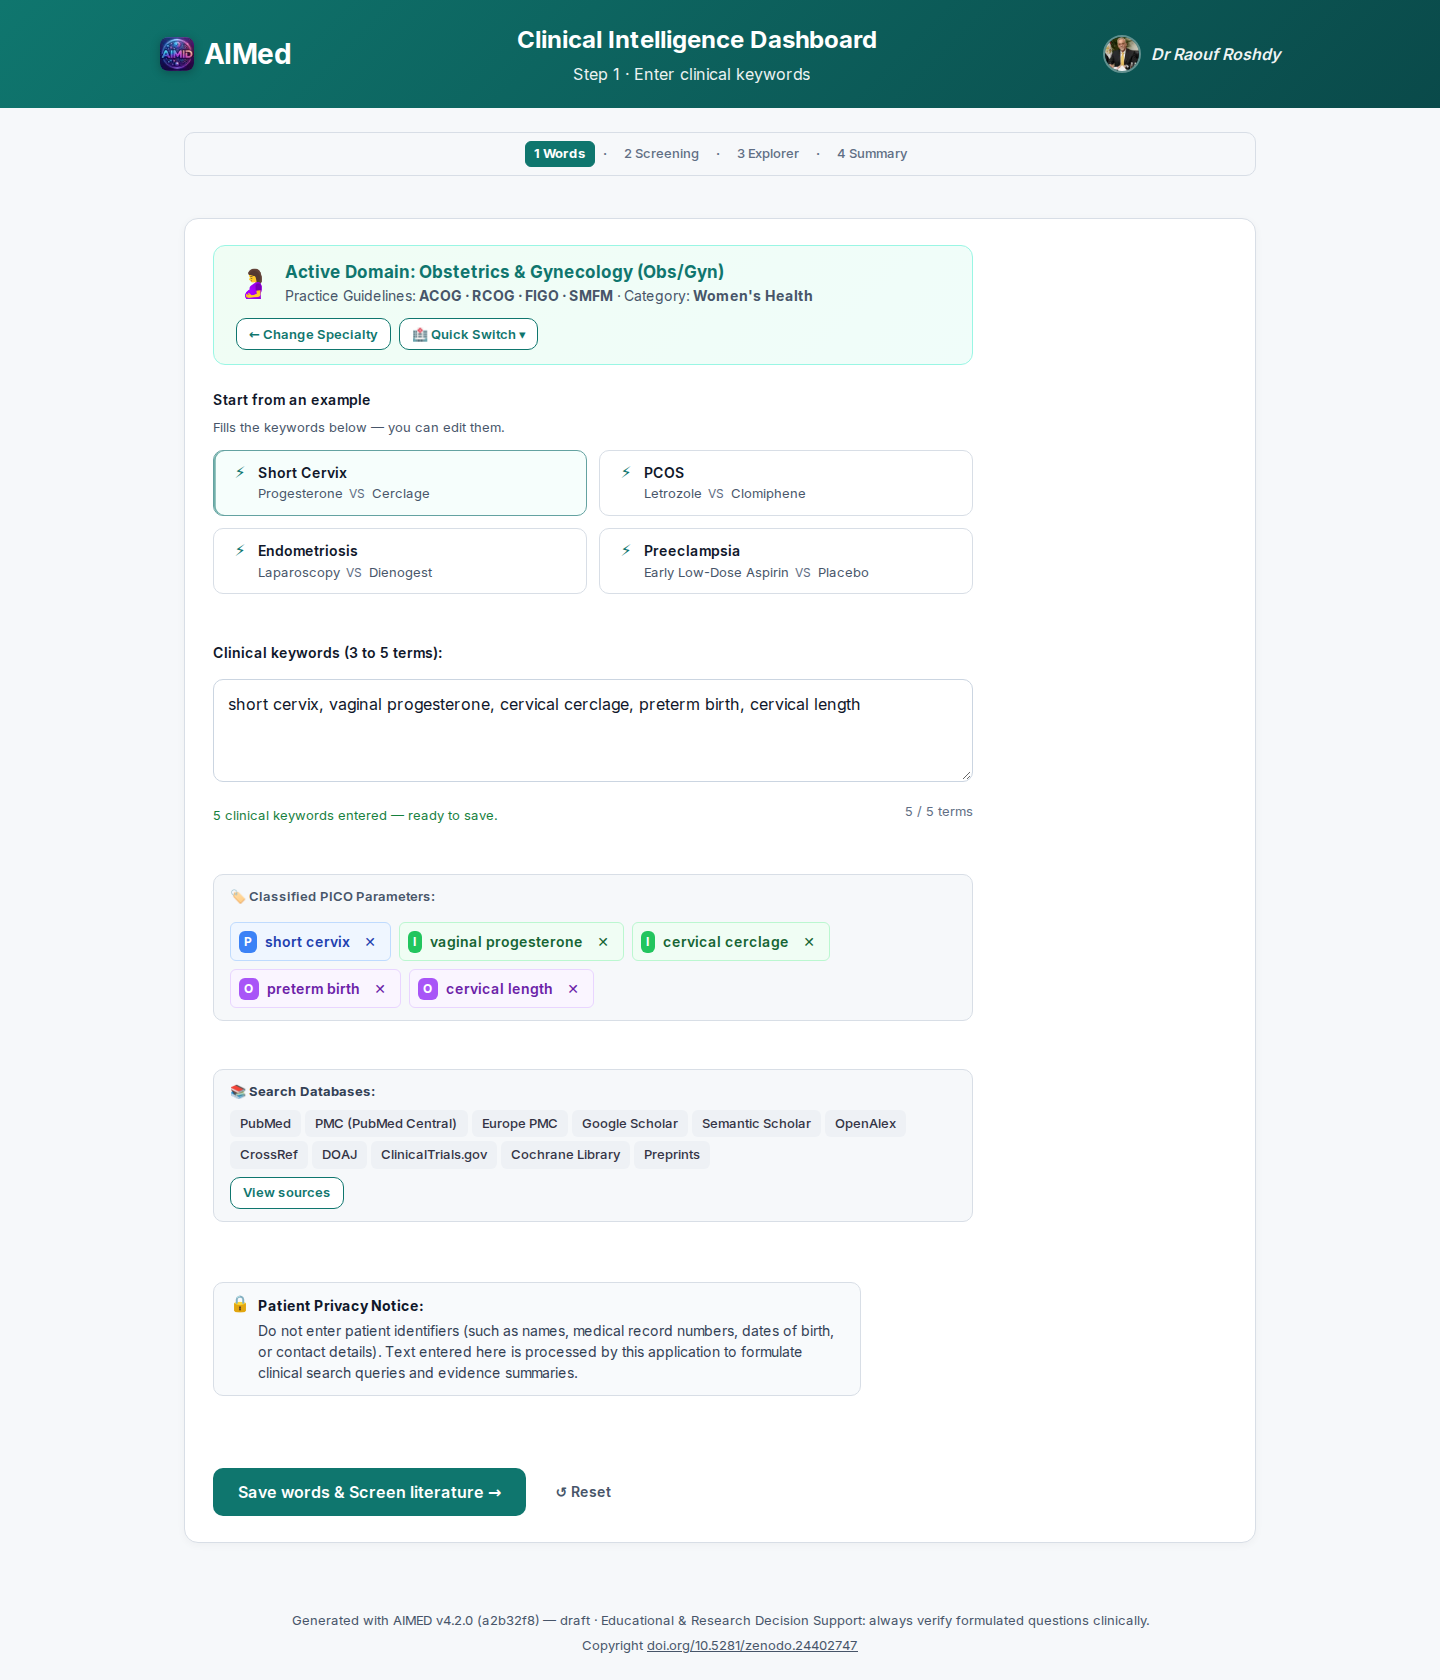 AIMed
Clinical Intelligence Dashboard
Step 1 · Enter clinical keywords
Dr Raouf Roshdy
1 Words · 2 Screening · 3 Explorer · 4 Summary
Active Domain: Obstetrics & Gynecology (Obs/Gyn)
Practice Guidelines: ACOG · RCOG · FIGO · SMFM · Category: Women's Health
← Change Specialty
🏥 Quick Switch ▾
Start from an example
Fills the keywords below — you can edit them.
⚡ Short Cervix
Progesterone VS Cerclage
⚡ PCOS
Letrozole VS Clomiphene
⚡ Endometriosis
Laparoscopy VS Dienogest
⚡ Preeclampsia
Early Low-Dose Aspirin VS Placebo
Clinical keywords (3 to 5 terms):
short cervix, vaginal progesterone, cervical cerclage, preterm birth, cervical length
5 clinical keywords entered — ready to save.
5 / 5 terms
🏷️ Classified PICO Parameters:
P short cervix ✕ I vaginal progesterone ✕ I cervical cerclage ✕
O preterm birth ✕ O cervical length ✕
📚 Search Databases:
PubMed PMC (PubMed Central) Europe PMC Google Scholar Semantic Scholar OpenAlex
CrossRef DOAJ ClinicalTrials.gov Cochrane Library Preprints
View sources
🔒 Patient Privacy Notice:
Do not enter patient identifiers (such as names, medical record numbers, dates of birth,
or contact details). Text entered here is processed by this application to formulate
clinical search queries and evidence summaries.
Save words & Screen literature →
↺ Reset
Generated with AIMED v4.2.0 (a2b32f8) — draft · Educational & Research Decision Support: always verify formulated questions clinically.
Copyright doi.org/10.5281/zenodo.24402747